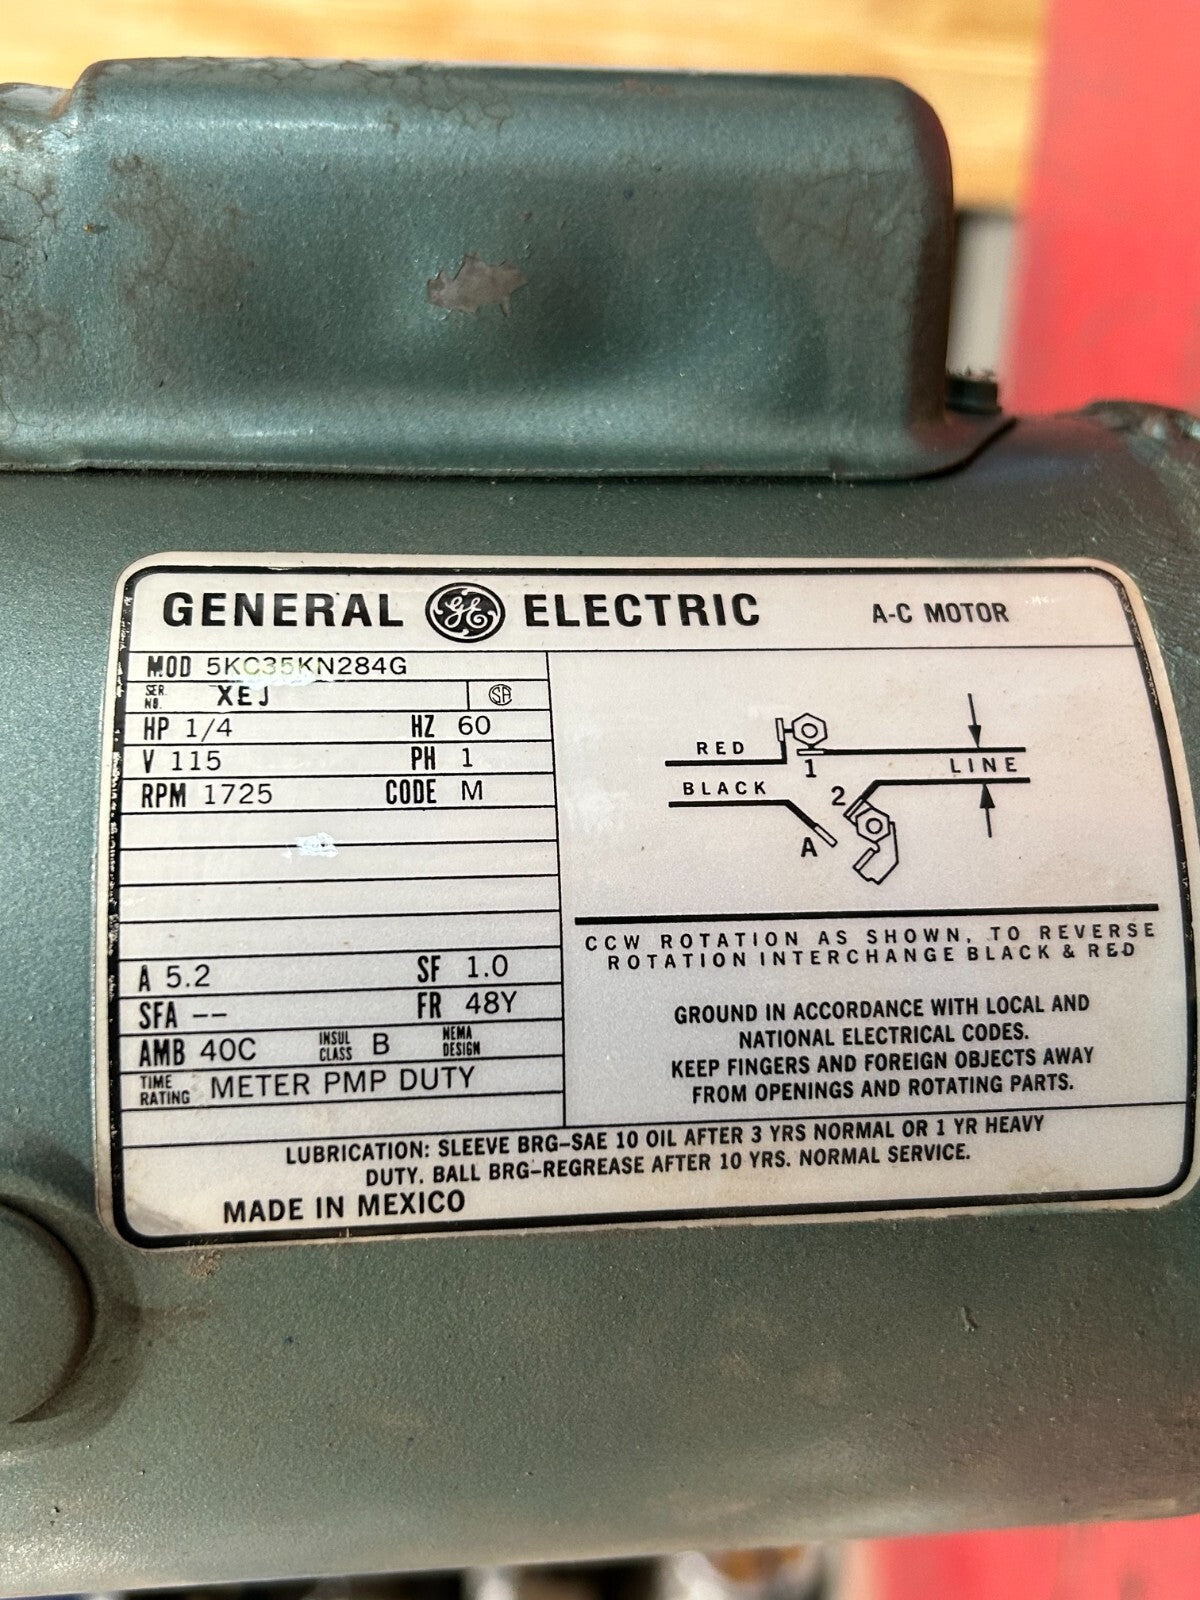 GENERAL GE ELECTRIC A-C MOTOR
MOD 5KC35KN284G
SER. NO. XEJ SA
HP 1/4 HZ 60
V 115 PH 1
RPM 1725 CODE M
A 5.2 SF 1.0
SFA -- FR 48Y
AMB 40C INSUL CLASS B NEMA DESIGN
TIME RATING METER PMP DUTY
RED
1
LINE
BLACK
2
A
CCW ROTATION AS SHOWN, TO REVERSE
ROTATION INTERCHANGE BLACK & RED
GROUND IN ACCORDANCE WITH LOCAL AND
NATIONAL ELECTRICAL CODES.
KEEP FINGERS AND FOREIGN OBJECTS AWAY
FROM OPENINGS AND ROTATING PARTS.
LUBRICATION: SLEEVE BRG-SAE 10 OIL AFTER 3 YRS NORMAL OR 1 YR HEAVY
DUTY. BALL BRG-REGREASE AFTER 10 YRS. NORMAL SERVICE.
MADE IN MEXICO